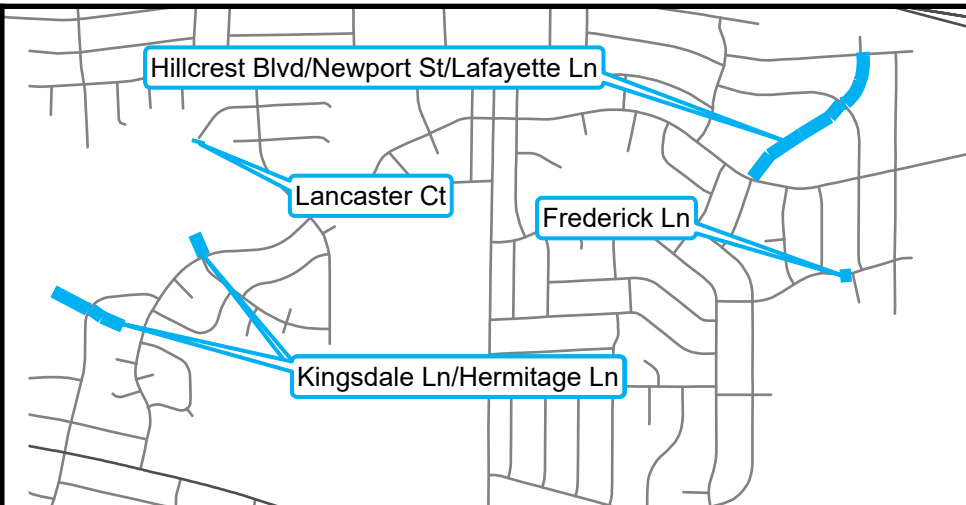 Hillcrest Blvd/Newport St/Lafayette Ln
Lancaster Ct
Frederick Ln
Kingsdale Ln/Hermitage Ln